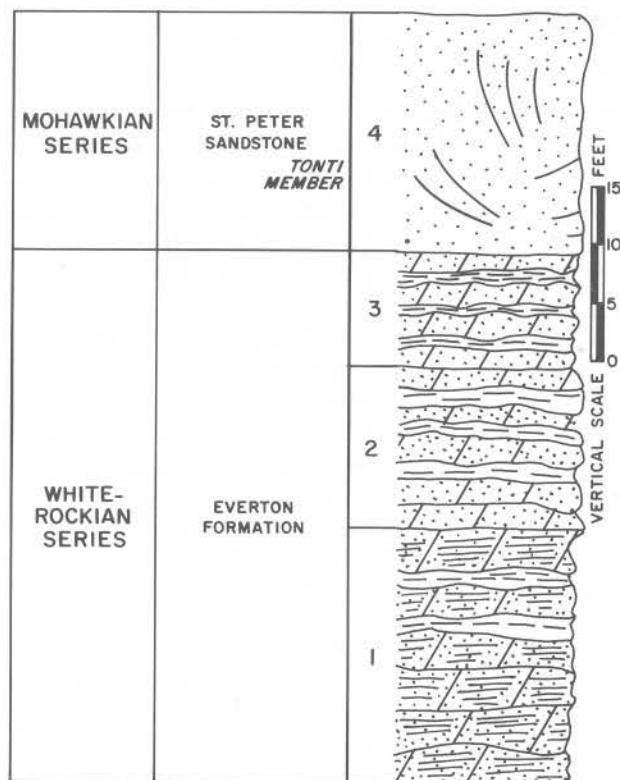 MOHAWKIAN
SERIES
ST. PETER
SANDSTONE
TONTI
MEMBER
4
3
2
1
WHITE-
ROCKIAN
SERIES
EVERTON
FORMATION
VERTICAL SCALE
FEET
15
10
5
0